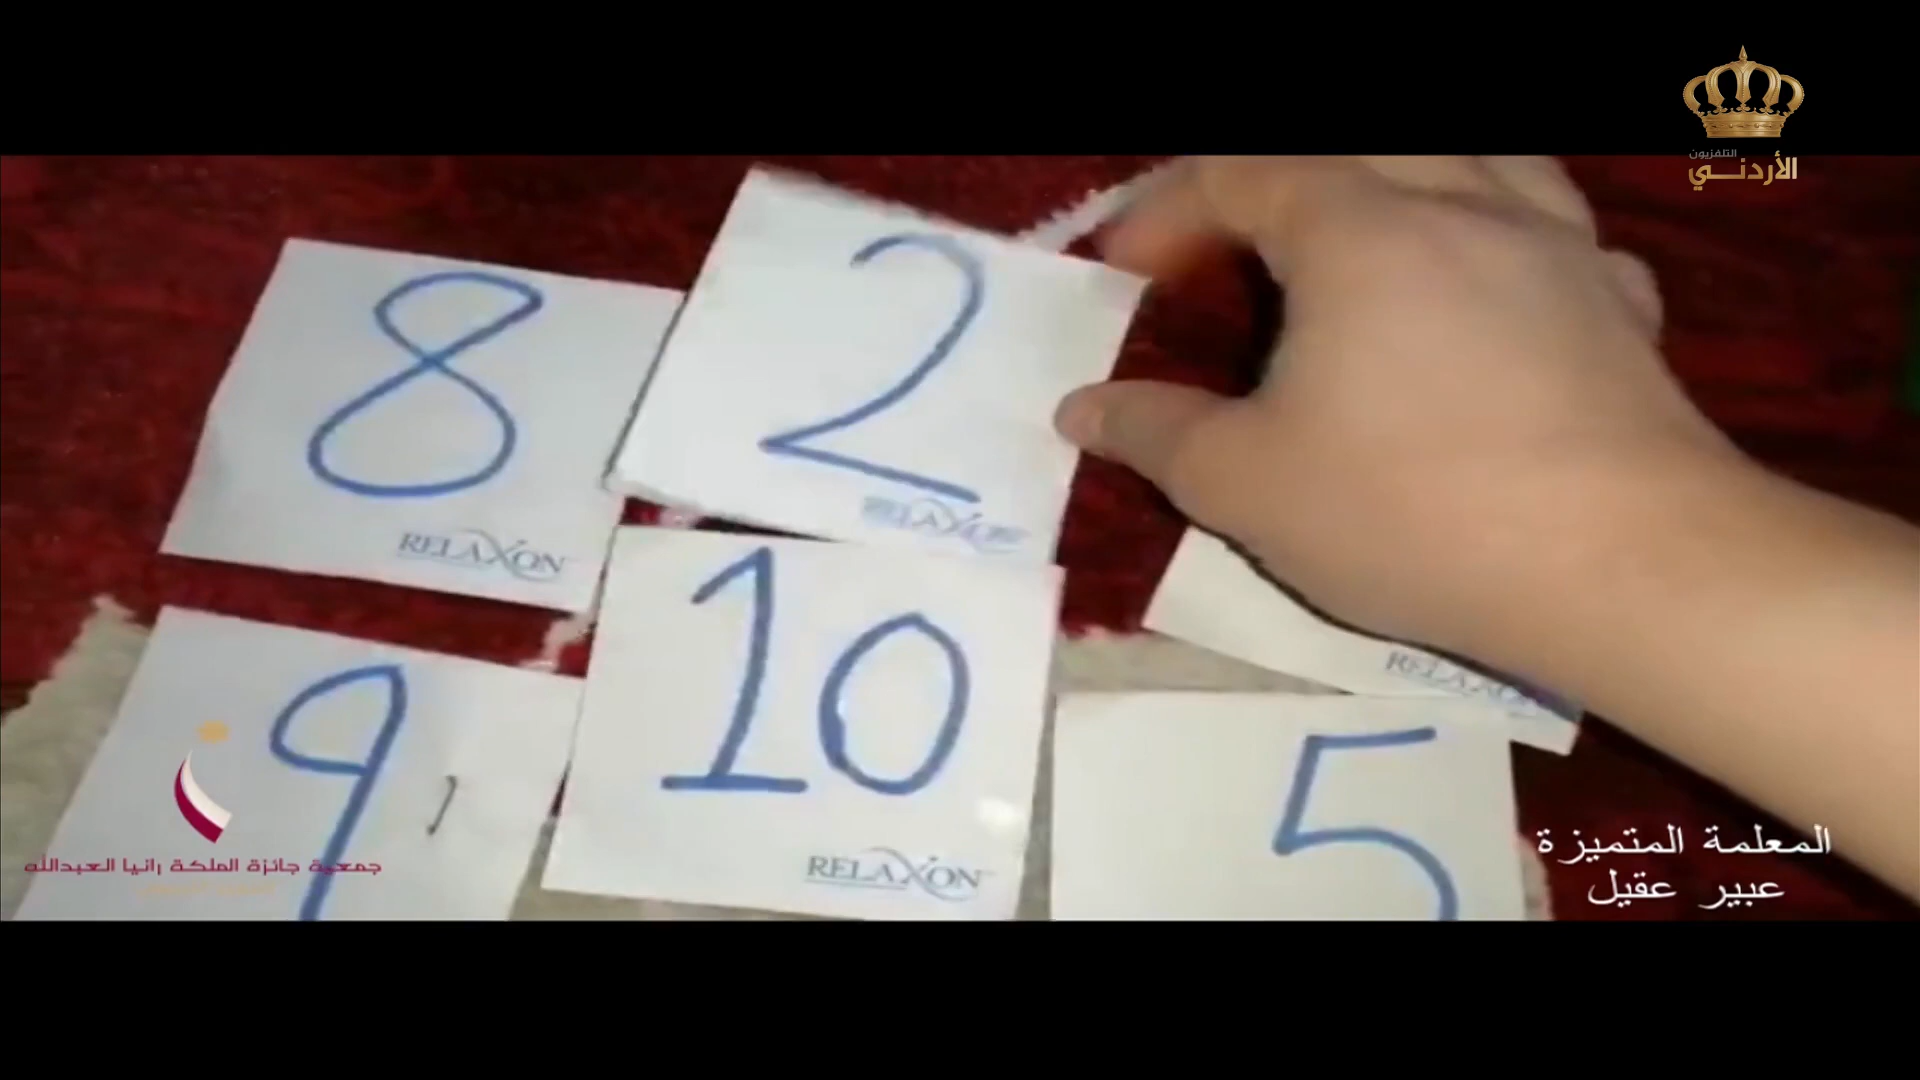 التلفزيون
الأردني
2
8
RELAXON
RELAXON
10
RELAXON
9
5
RELAXON
جمعية جائزة الملكة رانيا العبدالله
المعلمة المتميزة
عبير عقيل